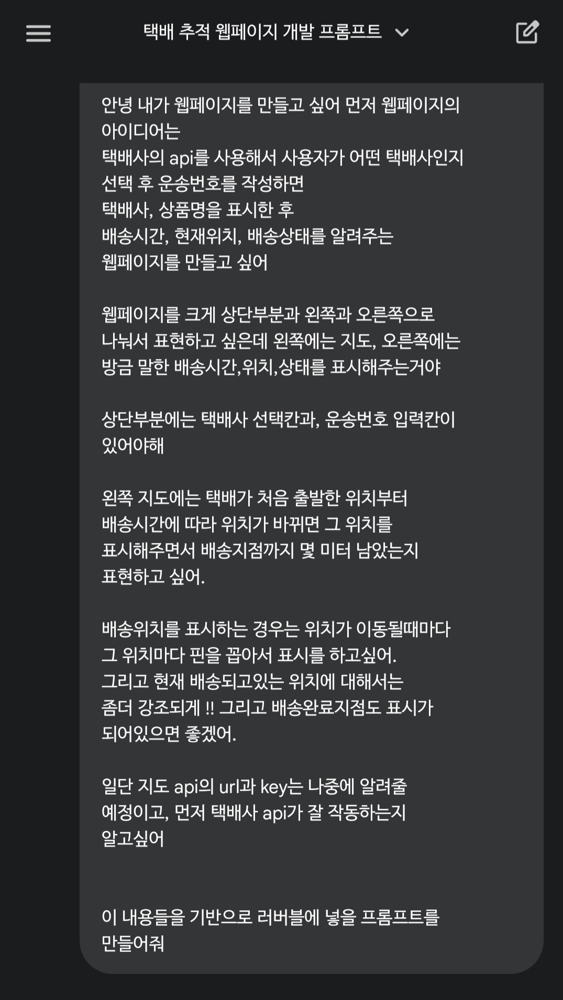 택배 추적 웹페이지 개발 프롬프트
안녕 내가 웹페이지를 만들고 싶어 먼저 웹페이지의
아이디어는
택배사의 api를 사용해서 사용자가 어떤 택배사인지
선택 후 운송번호를 작성하면
택배사, 상품명을 표시한 후
배송시간, 현재위치, 배송상태를 알려주는
웹페이지를 만들고 싶어
웹페이지를 크게 상단부분과 왼쪽과 오른쪽으로
나눠서 표현하고 싶은데 왼쪽에는 지도, 오른쪽에는
방금 말한 배송시간,위치,상태를 표시해주는거야
상단부분에는 택배사 선택칸과, 운송번호 입력칸이
있어야해
왼쪽 지도에는 택배가 처음 출발한 위치부터
배송시간에 따라 위치가 바뀌면 그 위치를
표시해주면서 배송지점까지 몇 미터 남았는지
표현하고 싶어.
배송위치를 표시하는 경우는 위치가 이동될때마다
그 위치마다 핀을 꼽아서 표시를 하고싶어.
그리고 현재 배송되고있는 위치에 대해서는
좀더 강조되게 !! 그리고 배송완료지점도 표시가
되어있으면 좋겠어.
일단 지도 api의 url과 key는 나중에 알려줄
예정이고, 먼저 택배사 api가 잘 작동하는지
알고싶어
이 내용들을 기반으로 러버블에 넣을 프롬프트를
만들어줘